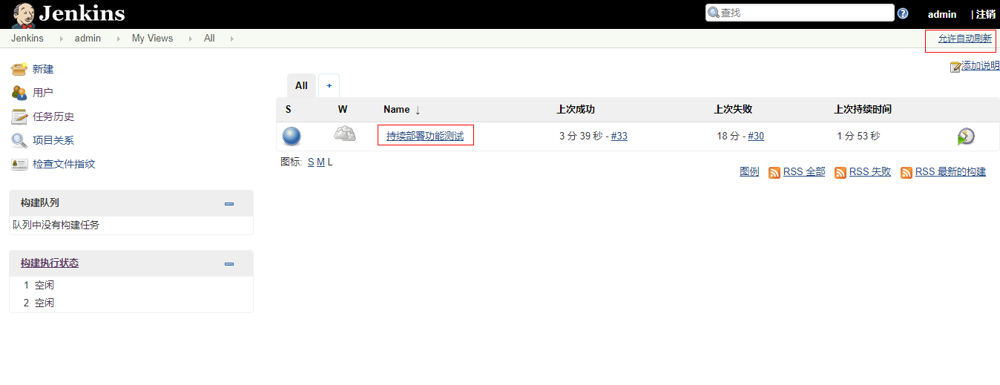 Jenkins
查找
admin
| 注销
Jenkins admin My Views All
允许自动刷新
添加说明
新建
用户
任务历史
项目关系
检查文件指纹
构建队列
队列中没有构建任务
构建执行状态
1 空闲
2 空闲
All +
S W Name ↓ 上次成功 上次失败 上次持续时间
持续部署功能测试 3 分 39 秒 - #33 18 分 - #30 1 分 53 秒
图标: S M L
图例 RSS 全部 RSS 失败 RSS 最新的构建